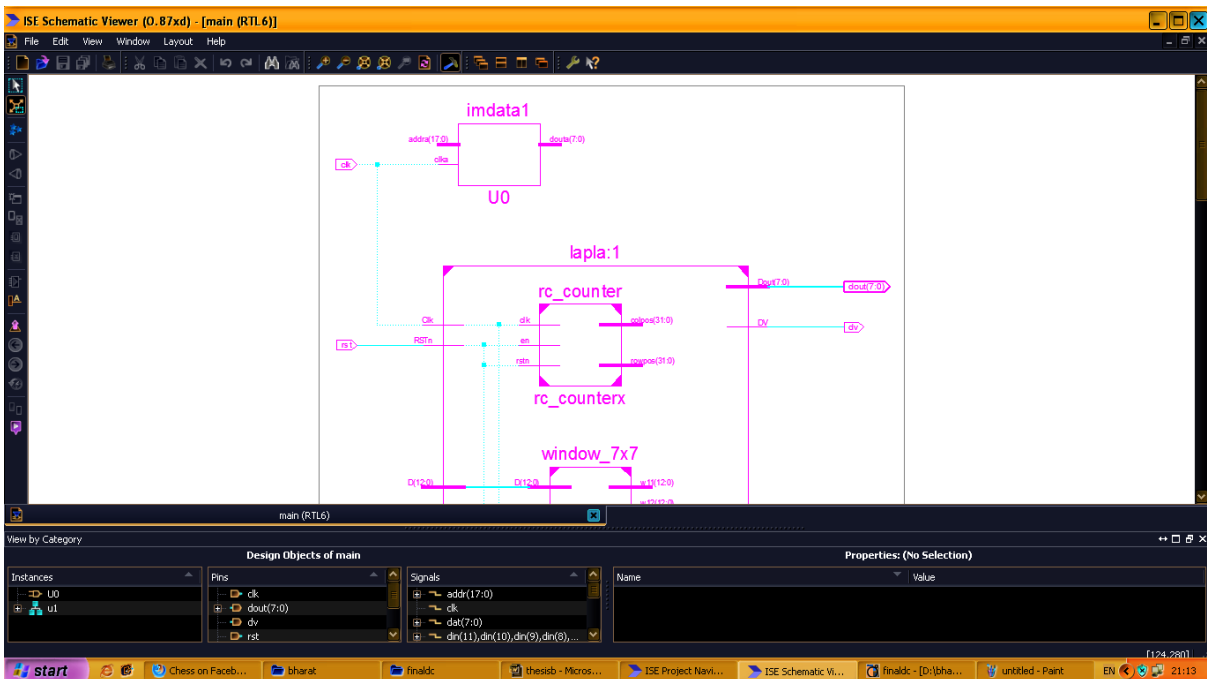 ISE Schematic Viewer (0.87xd) - [main (RTL6)]
File Edit View Window Layout Help
imdata1
addra(17:0)
douta(7:0)
clka
clk
U0
lapla:1
rc_counter
Dout(7:0)
dout(7:0)
Clk
clk
colpos(31:0)
DV
dv
rst
RSTn
en
rstn
rowpos(31:0)
rc_counterx
window_7x7
D(12:0)
D(12:0)
w11(12:0)
w12(12:0)
main (RTL6)
View by Category
Design Objects of main
Properties: (No Selection)
Instances
Pins
Signals
Name
Value
U0
clk
addr(17:0)
u1
dout(7:0)
clk
dv
dat(7:0)
rst
din(11),din(10),din(9),din(8),...
[124,280]
start
Chess on Faceb...
bharat
finaldc
thesisb - Micros...
ISE Project Navi...
ISE Schematic Vi...
finaldc - [D:\bha...
untitled - Paint
EN
21:13